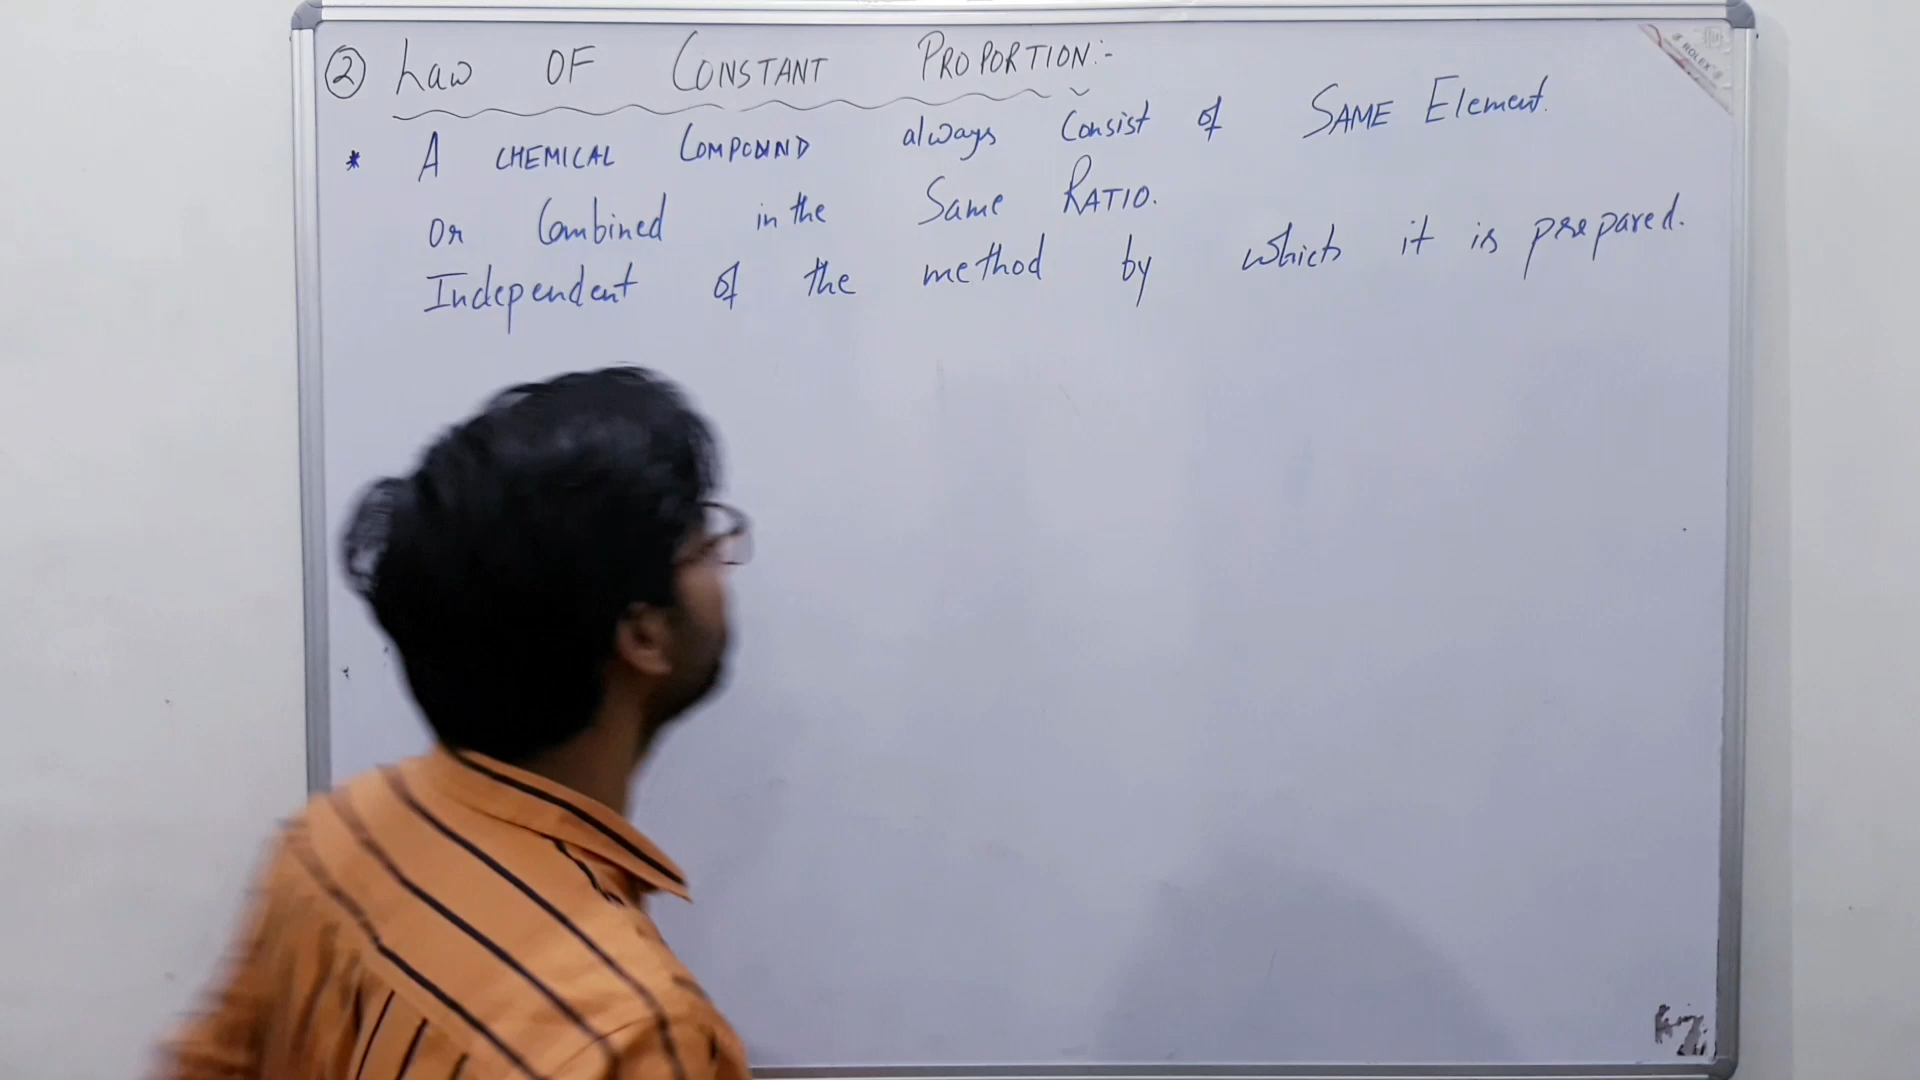 ② Law OF CONSTANT PROPORTION:-
* A CHEMICAL COMPOUND always Consist of SAME Element.
or Combined in the Same RATIO.
Independent of the method by which it is prepared.
ROLEX